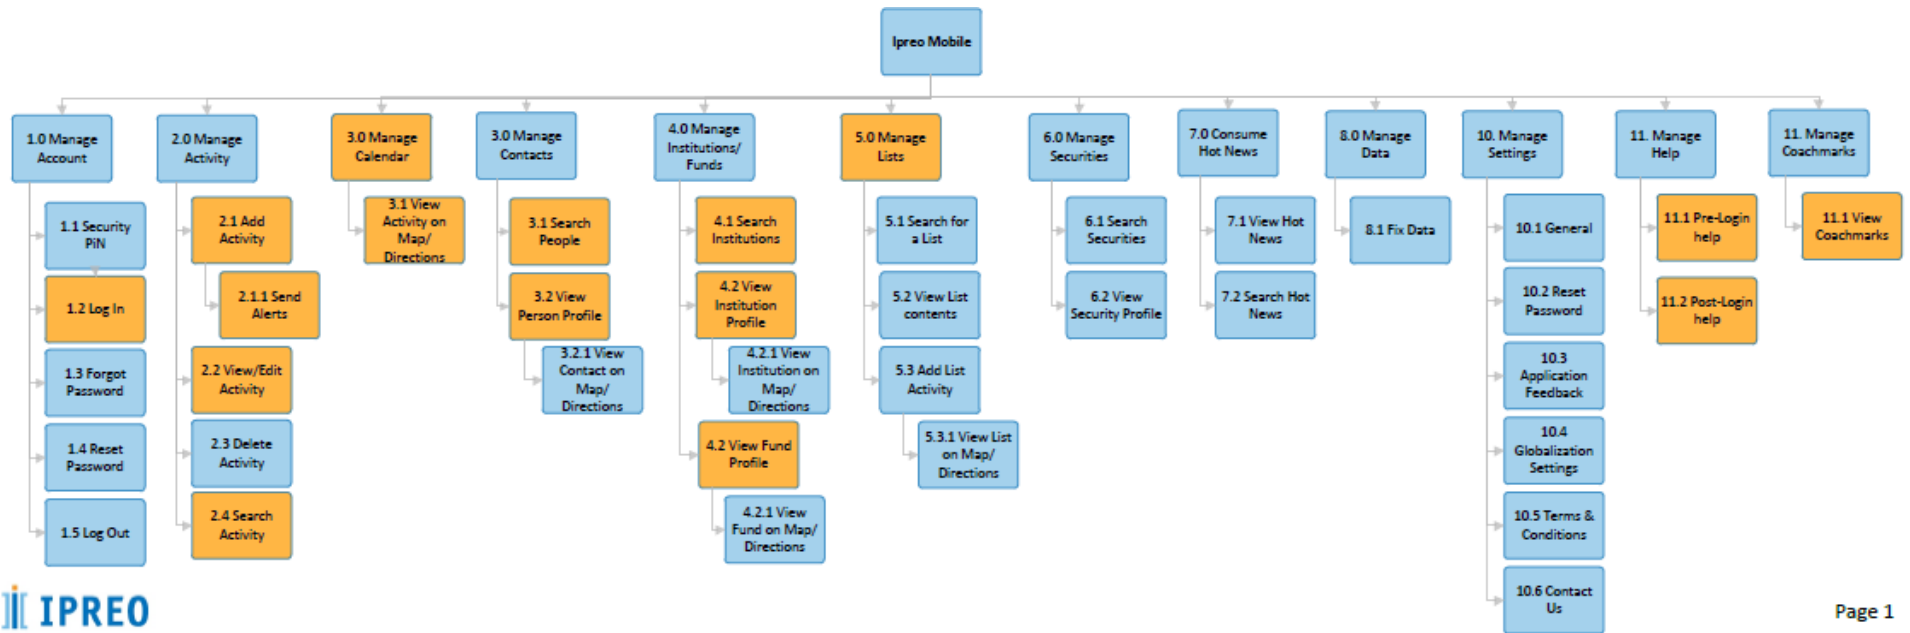 Ipreo Mobile
1.0 Manage
Account
2.0 Manage
Activity
3.0 Manage
Calendar
3.0 Manage
Contacts
4.0 Manage
Institutions/
Funds
5.0 Manage
Lists
6.0 Manage
Securities
7.0 Consume
Hot News
8.0 Manage
Data
10. Manage
Settings
11. Manage
Help
11. Manage
Coachmarks
1.1 Security
PiN
1.2 Log In
1.3 Forgot
Password
1.4 Reset
Password
1.5 Log Out
2.1 Add
Activity
2.1.1 Send
Alerts
2.2 View/Edit
Activity
2.3 Delete
Activity
2.4 Search
Activity
3.1 View
Activity on
Map/
Directions
3.1 Search
People
3.2 View
Person Profile
3.2.1 View
Contact on
Map/
Directions
4.1 Search
Institutions
4.2 View
Institution
Profile
4.2.1 View
Institution on
Map/
Directions
4.2 View Fund
Profile
4.2.1 View
Fund on Map/
Directions
5.1 Search for
a List
5.2 View List
contents
5.3 Add List
Activity
5.3.1 View List
on Map/
Directions
6.1 Search
Securities
6.2 View
Security Profile
7.1 View Hot
News
7.2 Search Hot
News
8.1 Fix Data
10.1 General
10.2 Reset
Password
10.3
Application
Feedback
10.4
Globalization
Settings
10.5 Terms &
Conditions
10.6 Contact
Us
11.1 Pre-Login
help
11.2 Post-Login
help
11.1 View
Coachmarks
IPREO
Page 1